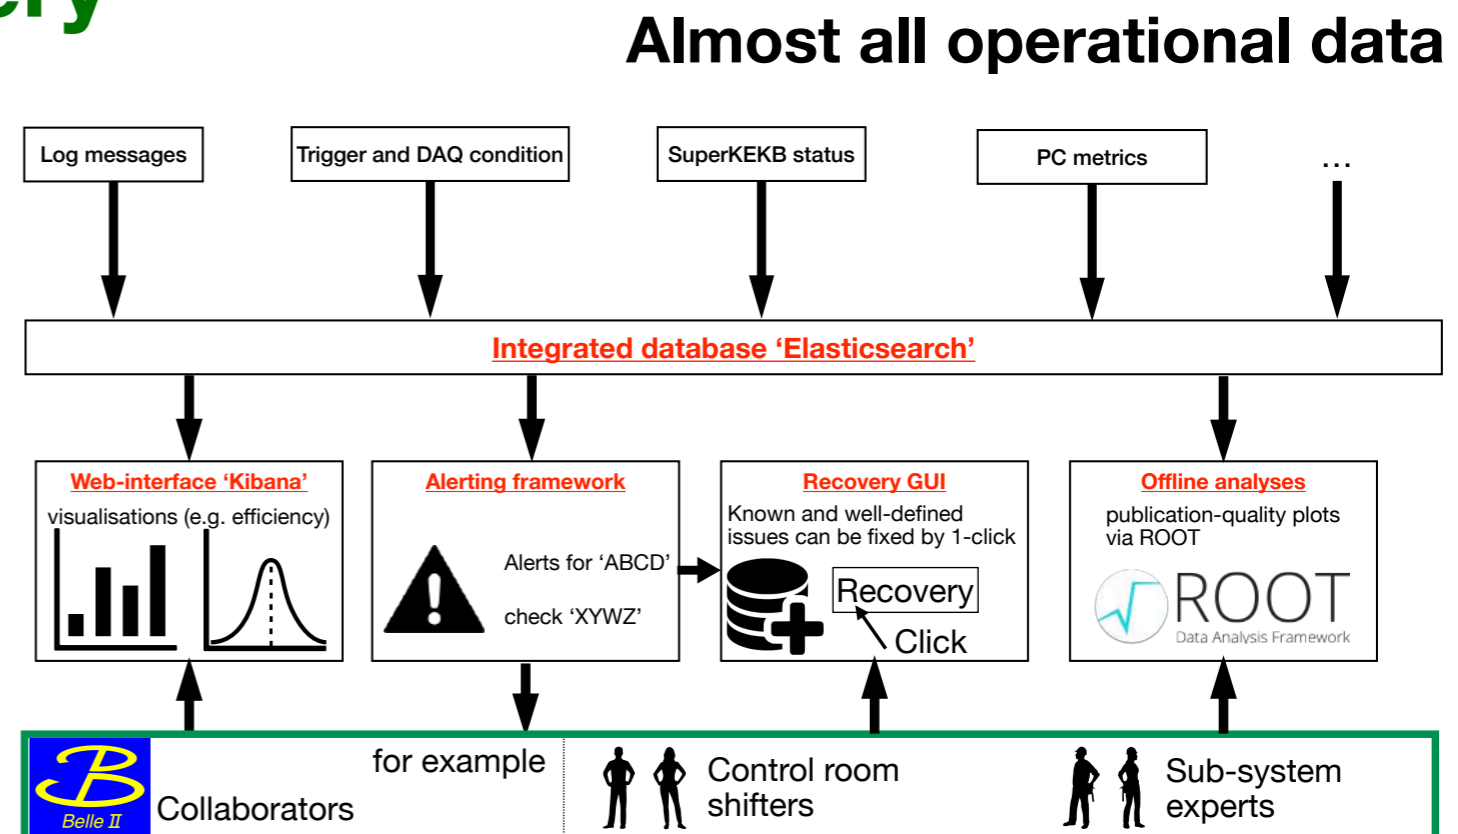 ery
Almost all operational data
Log messages
Trigger and DAQ condition
SuperKEKB status
PC metrics
...
Integrated database ‘Elasticsearch’
Web-interface ‘Kibana’
visualisations (e.g. efficiency)
Alerting framework
Alerts for ‘ABCD’
check ‘XYWZ’
Recovery GUI
Known and well-defined
issues can be fixed by 1-click
Recovery
Click
Offline analyses
publication-quality plots
via ROOT
ROOT
Data Analysis Framework
B
Belle II
Collaborators
for example
Control room
shifters
Sub-system
experts